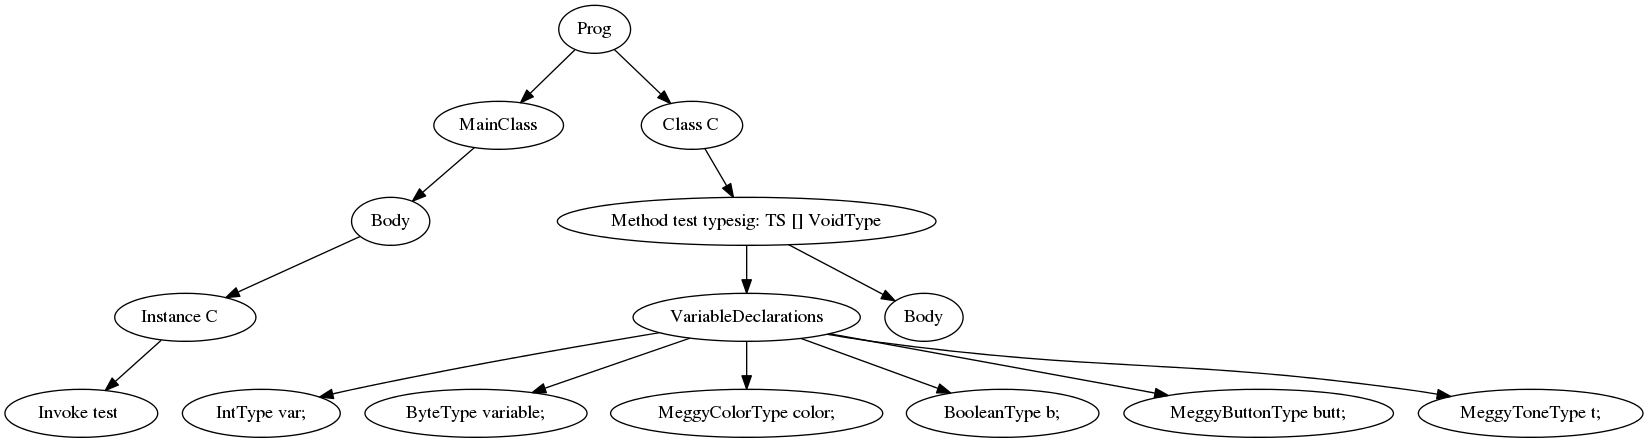 Prog
MainClass
Class C
Body
Method test typesig: TS [] VoidType
Instance C
VariableDeclarations
Body
Invoke test
IntType var;
ByteType variable;
MeggyColorType color;
BooleanType b;
MeggyButtonType butt;
MeggyToneType t;